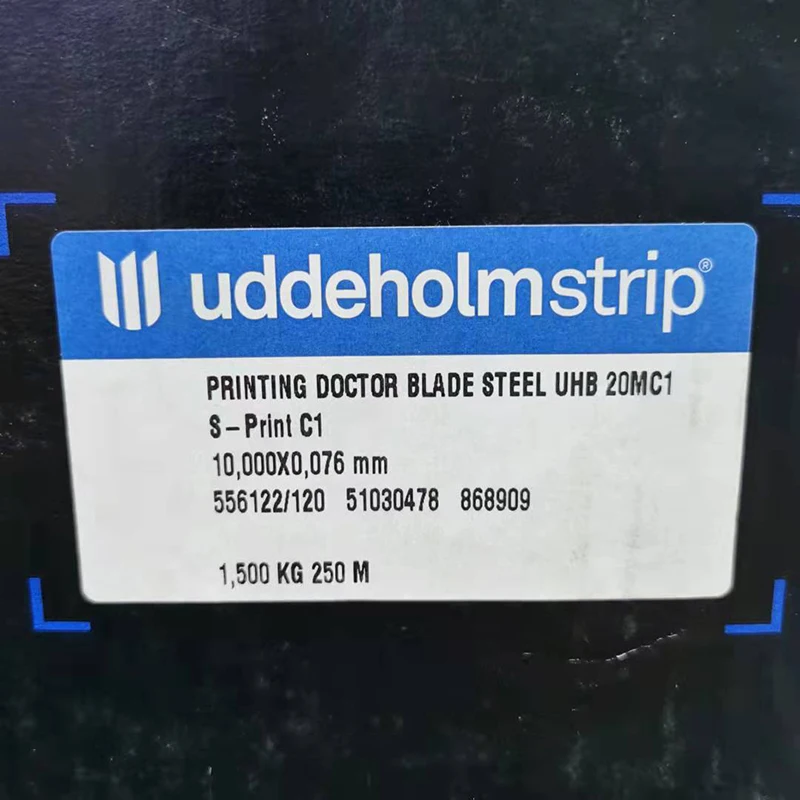 uddeholmstrip®
PRINTING DOCTOR BLADE STEEL UHB 20MC1
S-Print C1
10,000X0,076 mm
556122/120 51030478 868909
1,500 KG 250 M